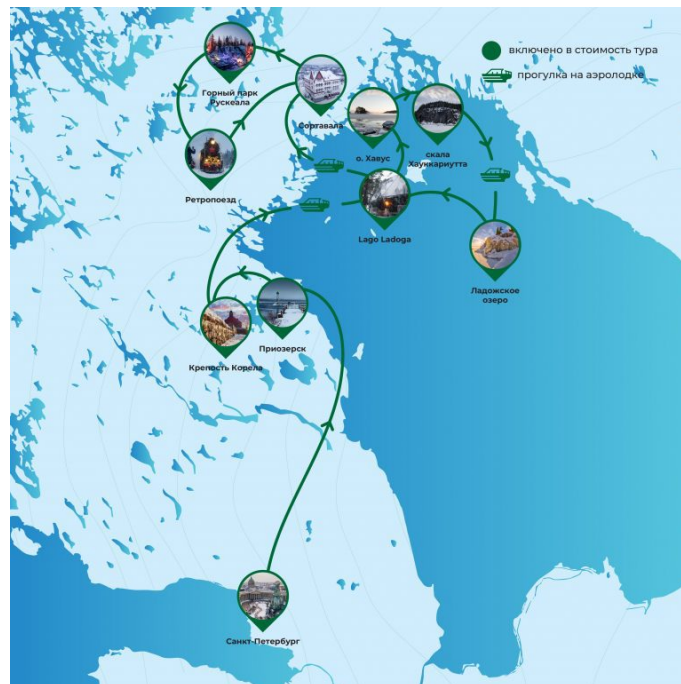 включено в стоимость тура
прогулка на аэролодке
Горный парк
Рускеала
Сортавала
о. Хавус
скала
Хауккариутта
Ретропоезд
Lago Ladoga
Ладожское
озеро
Приозерск
Крепость Корела
Санкт-Петербург